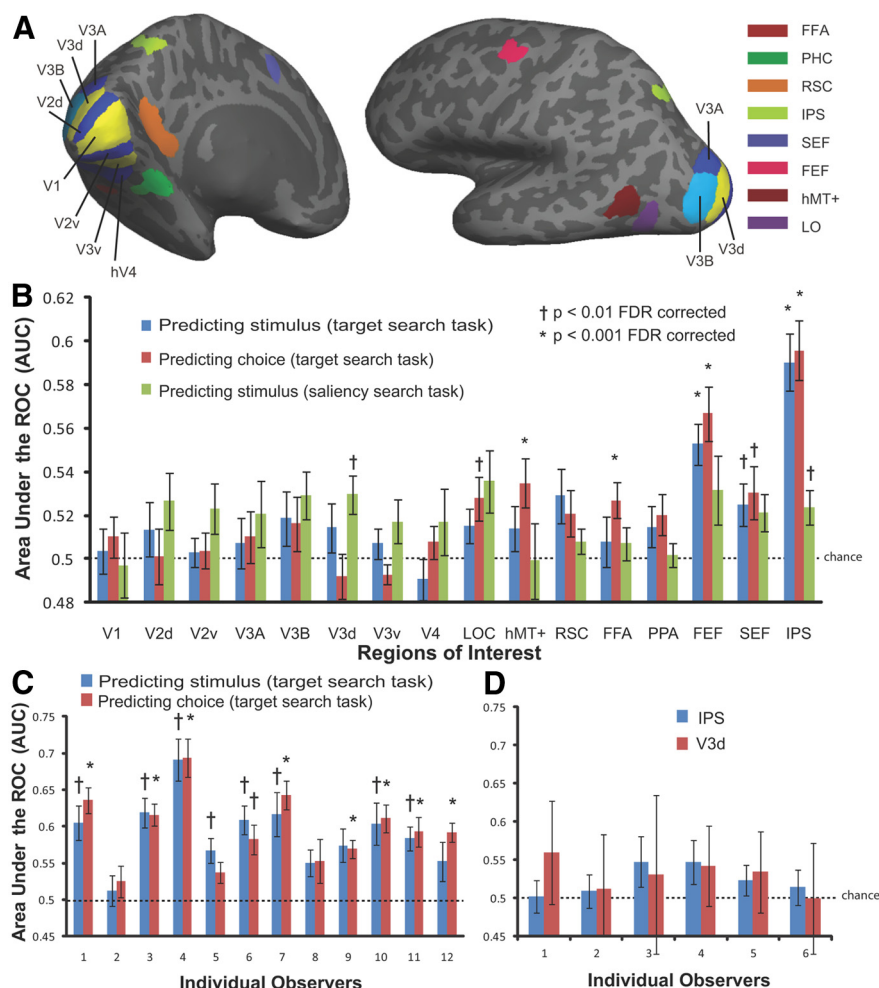 A
V3A
V3d
V3B
V2d
V1
V2v
V3v
hV4
V3A
V3B
V3d
FFA
PHC
RSC
IPS
SEF
FEF
hMT+
LO
B
Area Under the ROC (AUC)
0.62
0.6
0.58
0.56
0.54
0.52
0.5
0.48
Predicting stimulus (target search task)
Predicting choice (target search task)
Predicting stimulus (saliency search task)
† p < 0.01 FDR corrected
* p < 0.001 FDR corrected
† † * * * * † † * * †
chance
V1 V2d V2v V3A V3B V3d V3v V4 LOC hMT+ RSC FFA PPA FEF SEF IPS
Regions of Interest
C
Predicting stimulus (target search task)
Predicting choice (target search task)
Area Under the ROC (AUC)
0.75
0.7
0.65
0.6
0.55
0.5
0.45
† * † * † * † † † † * * † * † * *
1 2 3 4 5 6 7 8 9 10 11 12
Individual Observers
D
IPS
V3d
0.75
0.7
0.65
0.6
0.55
0.5
0.45
chance
1 2 3 4 5 6
Individual Observers